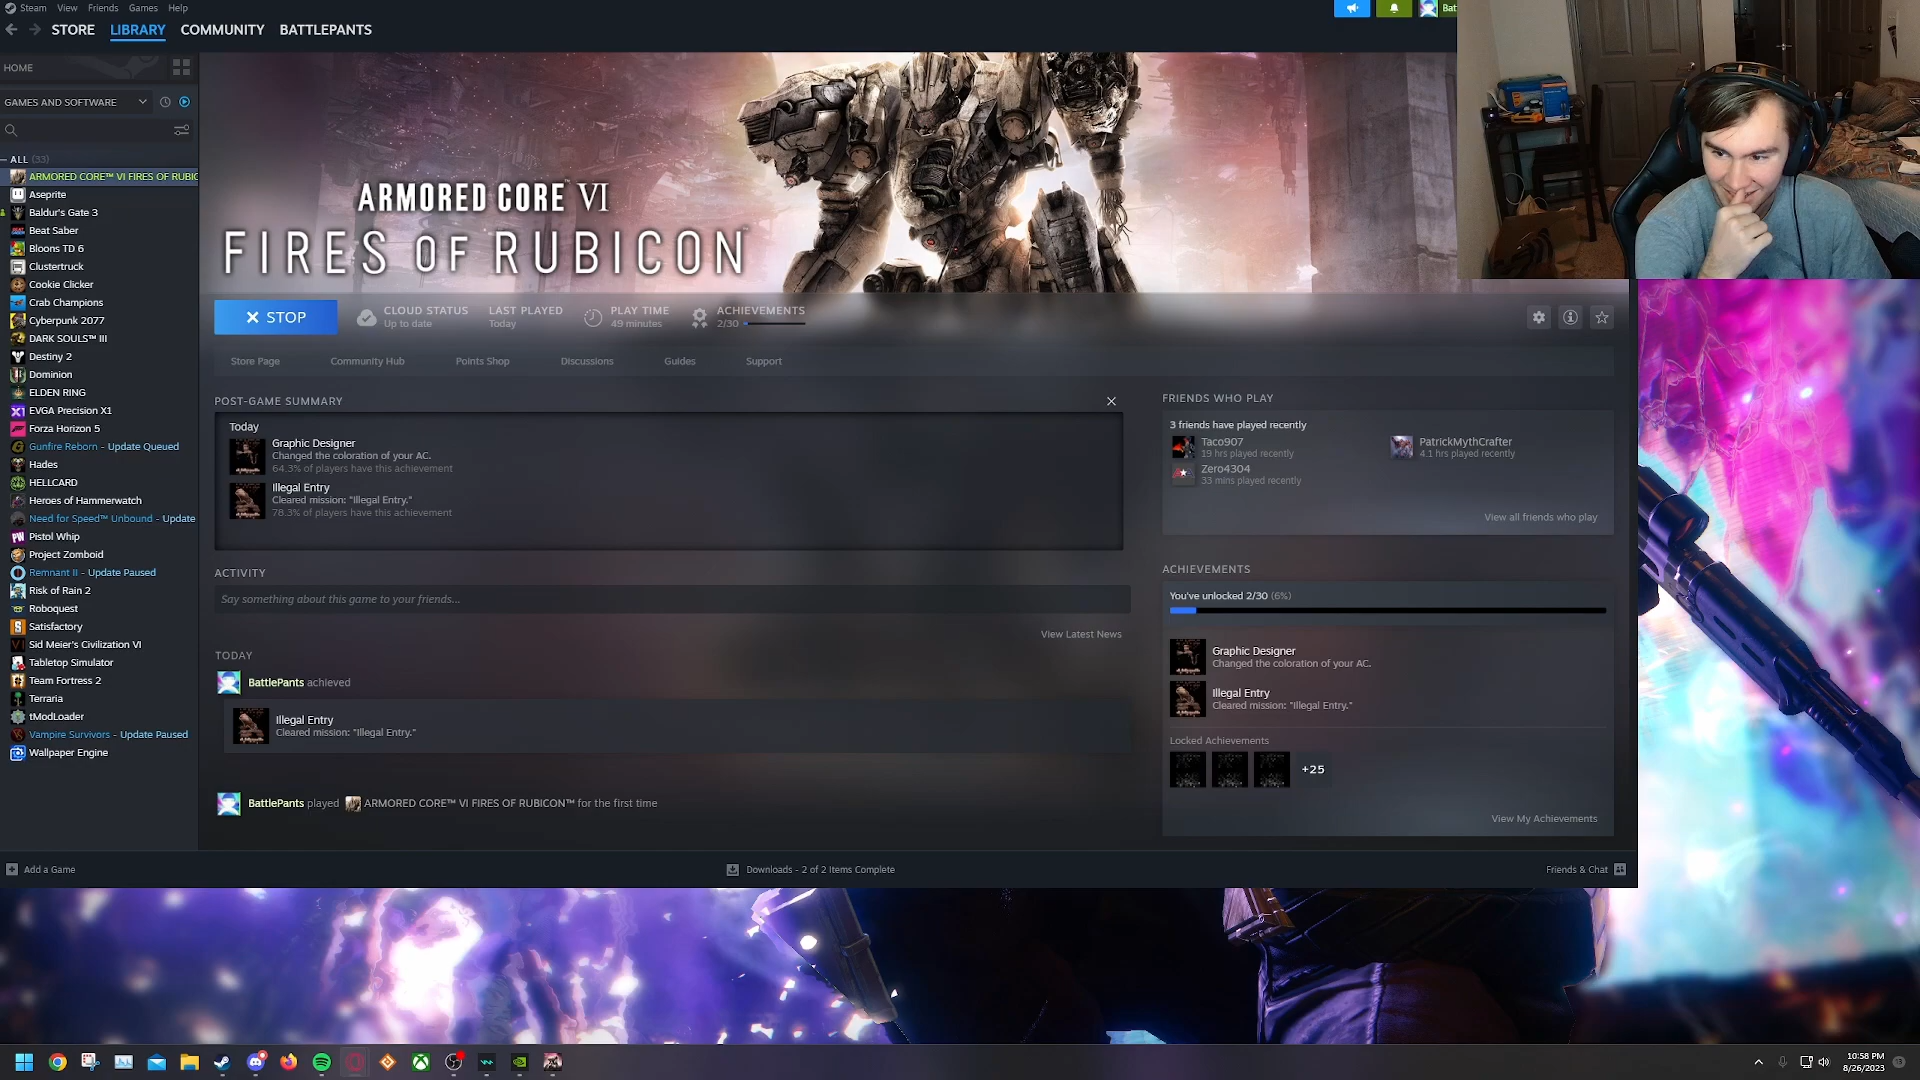 Steam View Friends Games Help
Bat
STORE LIBRARY COMMUNITY BATTLEPANTS
HOME
GAMES AND SOFTWARE
ALL (33)
ARMORED CORE™ VI FIRES OF RUBIC
Aseprite
Baldur's Gate 3
Beat Saber
Bloons TD 6
Clustertruck
Cookie Clicker
Crab Champions
Cyberpunk 2077
DARK SOULS™ III
Destiny 2
Dominion
ELDEN RING
EVGA Precision X1
Forza Horizon 5
Gunfire Reborn - Update Queued
Hades
HELLCARD
Heroes of Hammerwatch
Need for Speed™ Unbound - Update
Pistol Whip
Project Zomboid
Remnant II - Update Paused
Risk of Rain 2
Roboquest
Satisfactory
Sid Meier's Civilization VI
Tabletop Simulator
Team Fortress 2
Terraria
tModLoader
Vampire Survivors - Update Paused
Wallpaper Engine
ARMORED CORE™ VI
FIRES OF RUBICON™
STOP
CLOUD STATUS
Up to date
LAST PLAYED
Today
PLAY TIME
49 minutes
ACHIEVEMENTS
2/30
Store Page Community Hub Points Shop Discussions Guides Support
POST-GAME SUMMARY
Today
Graphic Designer
Changed the coloration of your AC.
64.3% of players have this achievement
Illegal Entry
Cleared mission: "Illegal Entry."
78.3% of players have this achievement
ACTIVITY
Say something about this game to your friends...
View Latest News
TODAY
BattlePants achieved
Illegal Entry
Cleared mission: "Illegal Entry."
BattlePants played ARMORED CORE™ VI FIRES OF RUBICON™ for the first time
FRIENDS WHO PLAY
3 friends have played recently
Taco907
19 hrs played recently
PatrickMythCrafter
4.1 hrs played recently
Zero4304
33 mins played recently
View all friends who play
ACHIEVEMENTS
You've unlocked 2/30 (6%)
Graphic Designer
Changed the coloration of your AC.
Illegal Entry
Cleared mission: "Illegal Entry."
Locked Achievements
+25
View My Achievements
Add a Game
Downloads - 2 of 2 Items Complete
Friends & Chat
10:58 PM
8/26/2023